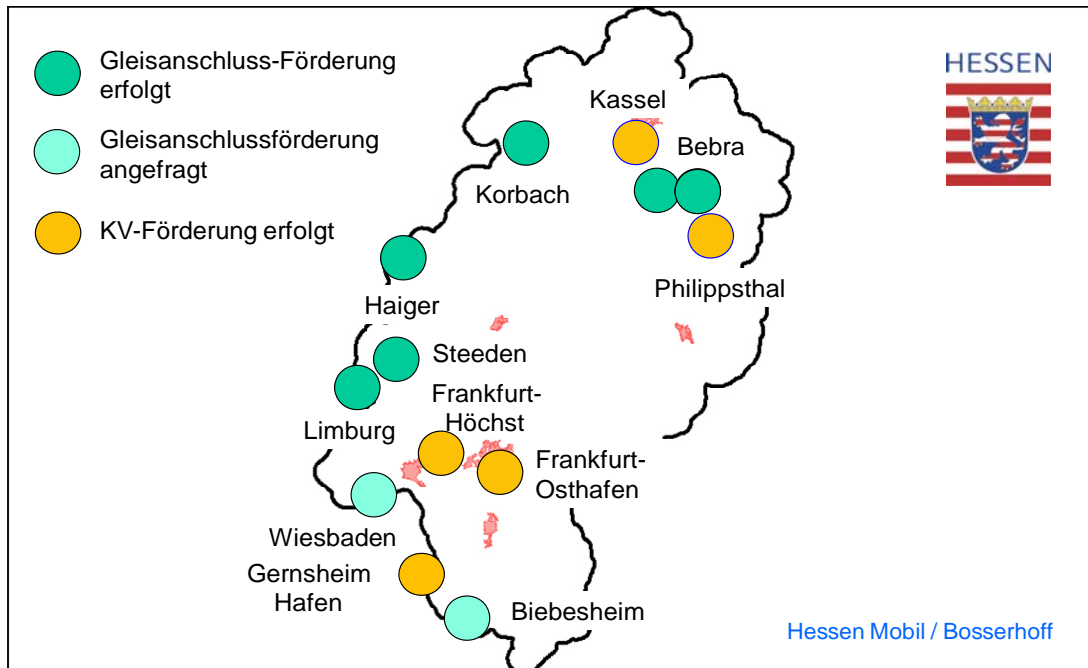 Gleisanschluss-Förderung
erfolgt
Gleisanschlussförderung
angefragt
KV-Förderung erfolgt
HESSEN
Kassel
Bebra
Korbach
Philippsthal
Haiger
Steeden
Frankfurt-
Höchst
Limburg
Frankfurt-
Osthafen
Wiesbaden
Gernsheim
Hafen
Biebesheim
Hessen Mobil / Bosserhoff